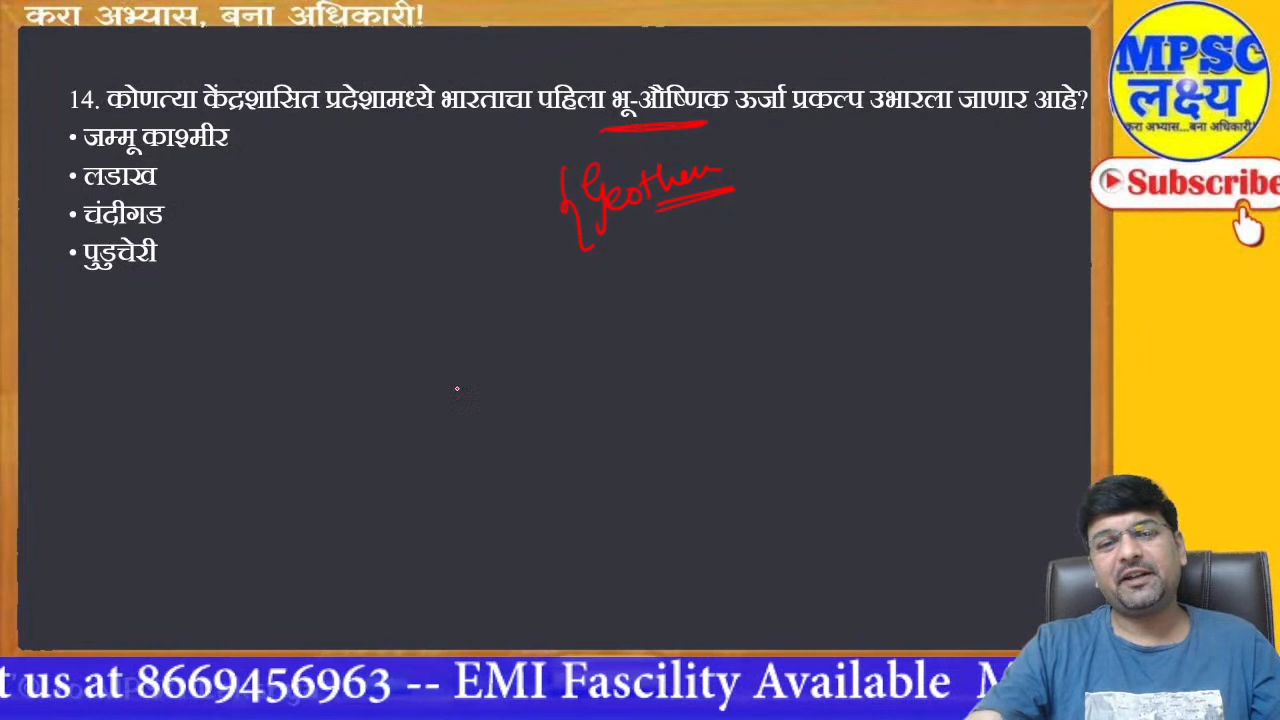 करा अभ्यास, बना अधिकारी!
14. कोणत्या केंद्रशासित प्रदेशामध्ये भारताचा पहिला भू-औष्णिक ऊर्जा प्रकल्प उभारला जाणार आहे?
• जम्मू काश्मीर
• लडाख
• चंदीगड
• पुडुचेरी
Geotherm
MPSC
लक्ष्य
करा अभ्यास...बना अधिकारी!
Subscribe
t us at 8669456963 -- EMI Fascility Available M